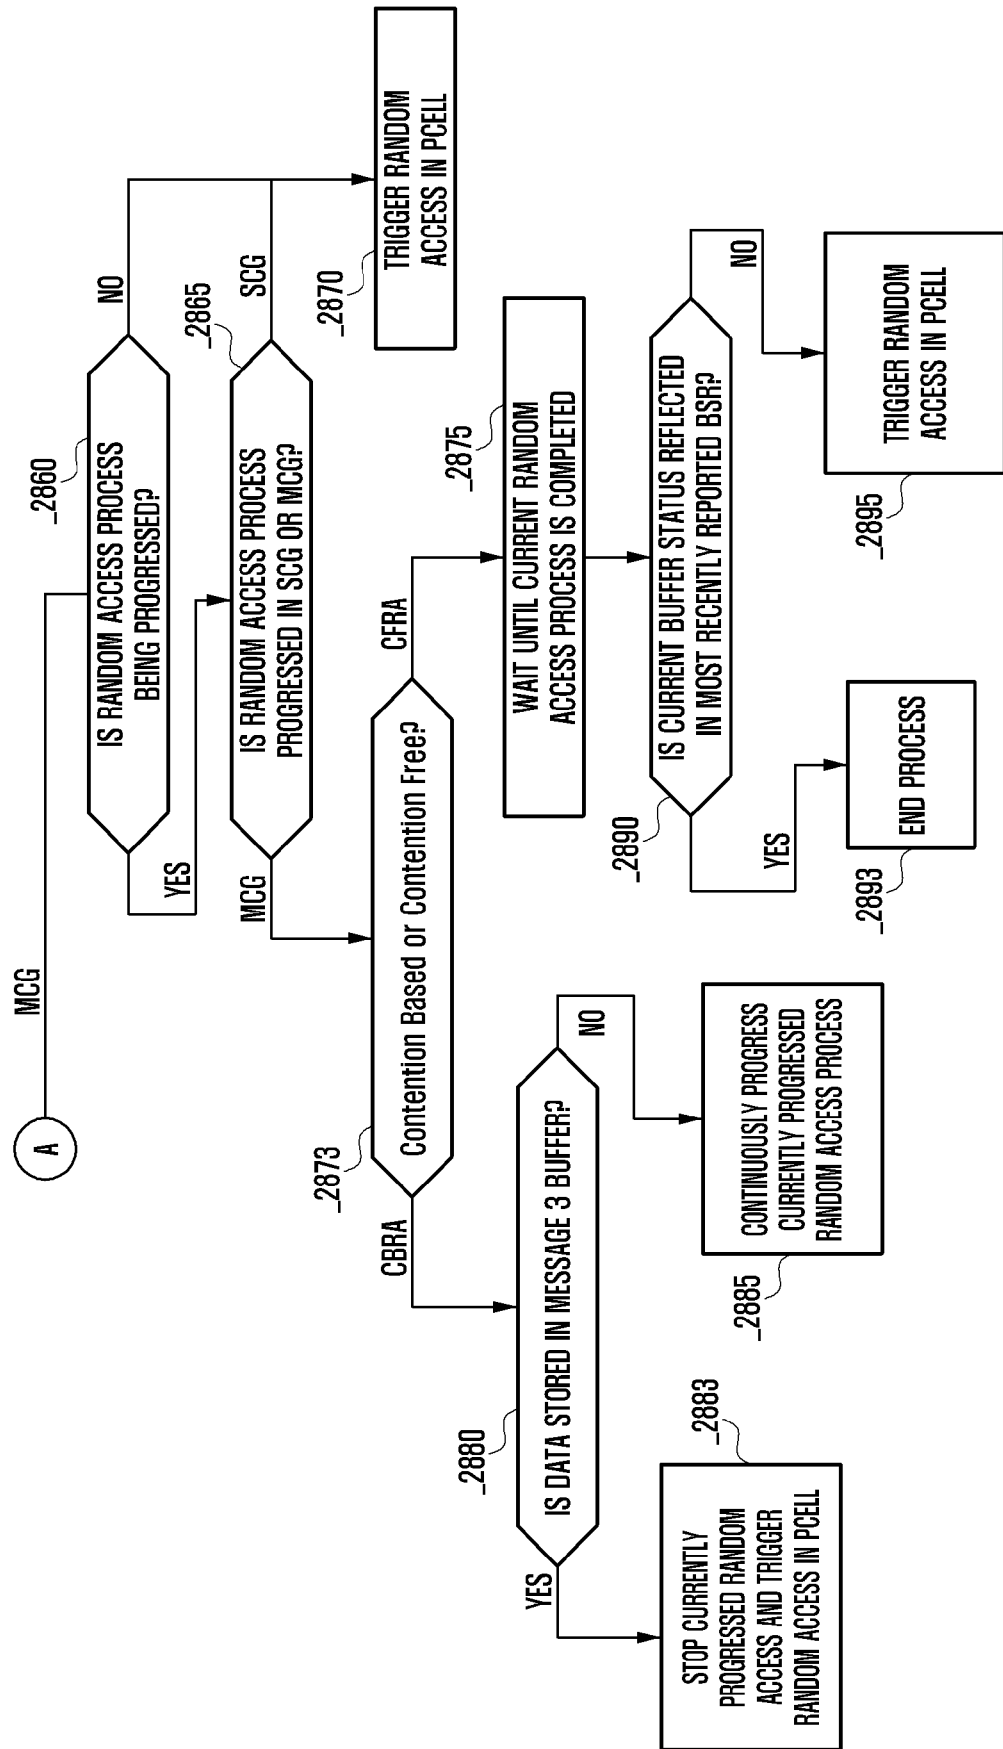 A
MCG
2860
IS RANDOM ACCESS PROCESS
BEING PROGRESSED?
YES
NO
2865
IS RANDOM ACCESS PROCESS
PROGRESSED IN SCG OR MCG?
MCG
SCG
2870
TRIGGER RANDOM
ACCESS IN PCELL
2873
Contention Based or Contention Free?
CBRA
CFRA
2875
WAIT UNTIL CURRENT RANDOM
ACCESS PROCESS IS COMPLETED
2880
IS DATA STORED IN MESSAGE 3 BUFFER?
YES
NO
2883
STOP CURRENTLY
PROGRESSED RANDOM
ACCESS AND TRIGGER
RANDOM ACCESS IN PCELL
2885
CONTINUOUSLY PROGRESS
CURRENTLY PROGRESSED
RANDOM ACCESS PROCESS
2890
IS CURRENT BUFFER STATUS REFLECTED
IN MOST RECENTLY REPORTED BSR?
YES
NO
2893
END PROCESS
2895
TRIGGER RANDOM
ACCESS IN PCELL